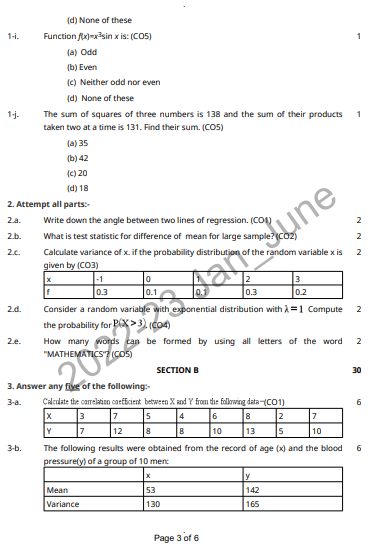 (d) None of these
1-i. Function f(x)=x³sin x is: (CO5) 1
(a) Odd
(b) Even
(c) Neither odd nor even
(d) None of these
1-j. The sum of squares of three numbers is 138 and the sum of their products 1
taken two at a time is 131. Find their sum. (CO5)
(a) 35
(b) 42
(c) 20
(d) 18
2. Attempt all parts:-
2.a. Write down the angle between two lines of regression. (CO1) 2
2.b. What is test statistic for difference of mean for large sample? (CO2) 2
2.c. Calculate variance of x. if the probability distribution of the random variable x is 2
given by (CO3)
x -1 0 1 2 3
f 0.3 0.1 0.1 0.3 0.2
2.d. Consider a random variable with exponential distribution with λ=1 Compute 2
the probability for P(X>3). (CO4)
2.e. How many words can be formed by using all letters of the word 2
"MATHEMATICS"? (CO5)
SECTION B 30
3. Answer any five of the following:-
3-a. Calculate the correlation coefficient between X and Y from the following data-(CO1) 6
X 3 7 5 4 6 8 2 7
Y 7 12 8 8 10 13 5 10
3-b. The following results were obtained from the record of age (x) and the blood 6
pressure(y) of a group of 10 men:
x y
Mean 53 142
Variance 130 165
Page 3 of 6
2022-23 Jan_June